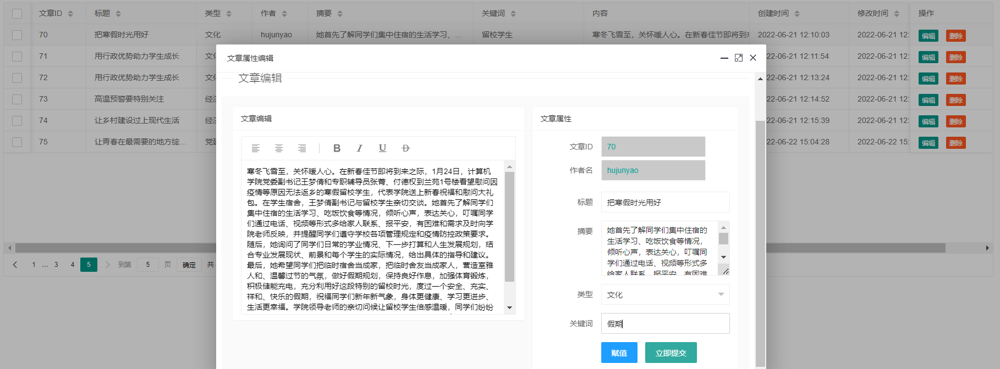 文章ID 标题 类型 作者 摘要 关键词 内容 创建时间 修改时间 操作
70 把寒假时光用好 文化 hujunyao 她首先了解同学们集中住宿的生活学习、... 留校学生 寒冬飞雪至，关怀暖人心。在新春佳节即将到来 2022-06-21 12:10:03 2022-06-21 12: 编辑 删除
71 用行政优势助力学生成长 文化 22-06-21 12:11:54 2022-06-21 12: 编辑 删除
72 用行政优势助力学生成长 文化 22-06-21 12:13:24 2022-06-21 12: 编辑 删除
73 高温预警要特别关注 经济 22-06-21 12:14:52 2022-06-21 12: 编辑 删除
74 让乡村建设过上现代生活 经济 22-06-21 12:15:39 2022-06-21 12: 编辑 删除
75 让青春在最需要的地方绽... 党建 22-06-22 15:04:28 2022-06-22 15: 编辑 删除
1 ... 3 4 5 到第 5 页 确定 共
文章属性编辑
文章编辑
文章编辑
B I U D
寒冬飞雪至，关怀暖人心。在新春佳节即将到来之际，1月24日，计算机
学院党委副书记王梦倩和专职辅导员张菁、付德权到兰苑1号楼看望慰问因
疫情等原因无法返乡的寒假留校学生，代表学院送上新春祝福和慰问大礼
包。在学生宿舍，王梦倩副书记与留校学生亲切交谈。她首先了解同学们
集中住宿的生活学习、吃饭饮食等情况，倾听心声，表达关心，叮嘱同学
们通过电话、视频等形式多给家人联系、报平安，有困难和需求及时向学
院老师反映，并提醒同学们遵守学校各项管理规定和疫情防控政策要求。
随后，她询问了同学们日常的学业情况、下一步打算和人生发展规划，结
合专业发展现状、前景和每个学生的实际情况，给出具体的指导和建议。
最后，她希望同学们把临时宿舍当成家，把临时舍友当成家人，营造室雅
人和、温馨过节的气氛，做好假期规划，保持良好作息，加强体育锻炼，
积极储能充电，充分利用好这段特别的留校时光，度过一个安全、充实、
祥和、快乐的假期，祝福同学们新年新气象，身体更健康、学习更进步、
生活更幸福。学院领导老师的亲切问候让留校学生倍感温暖，同学们纷纷
文章属性
文章ID 70
作者名 hujunyao
标题 把寒假时光用好
摘要 她首先了解同学们集中住宿的
生活学习、吃饭饮食等情况，
倾听心声，表达关心，叮嘱同
学们通过电话、视频等形式多
给家人联系、报平安，有困难
类型 文化
关键词 假期
赋值 立即提交